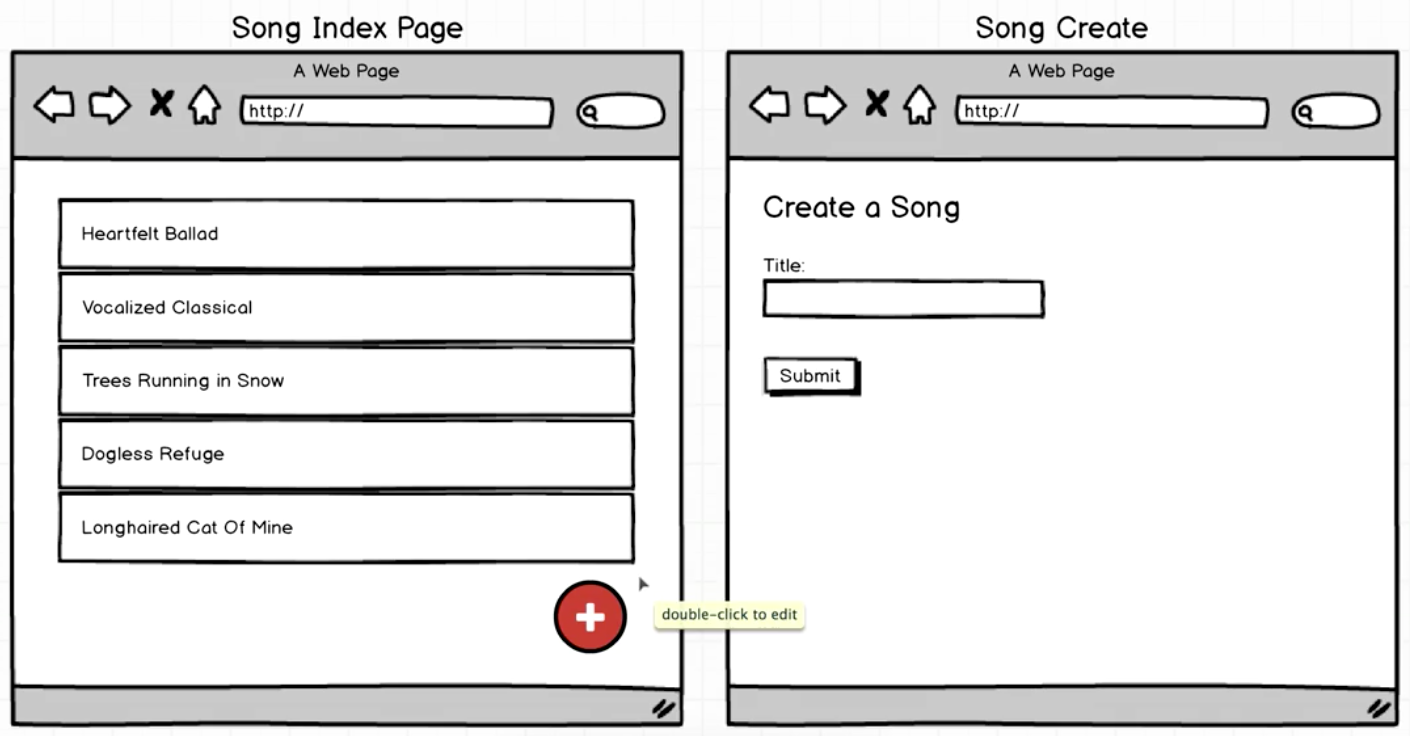 Song Index Page
A Web Page
http://
Heartfelt Ballad
Vocalized Classical
Trees Running in Snow
Dogless Refuge
Longhaired Cat Of Mine
double-click to edit
Song Create
A Web Page
http://
Create a Song
Title:
Submit